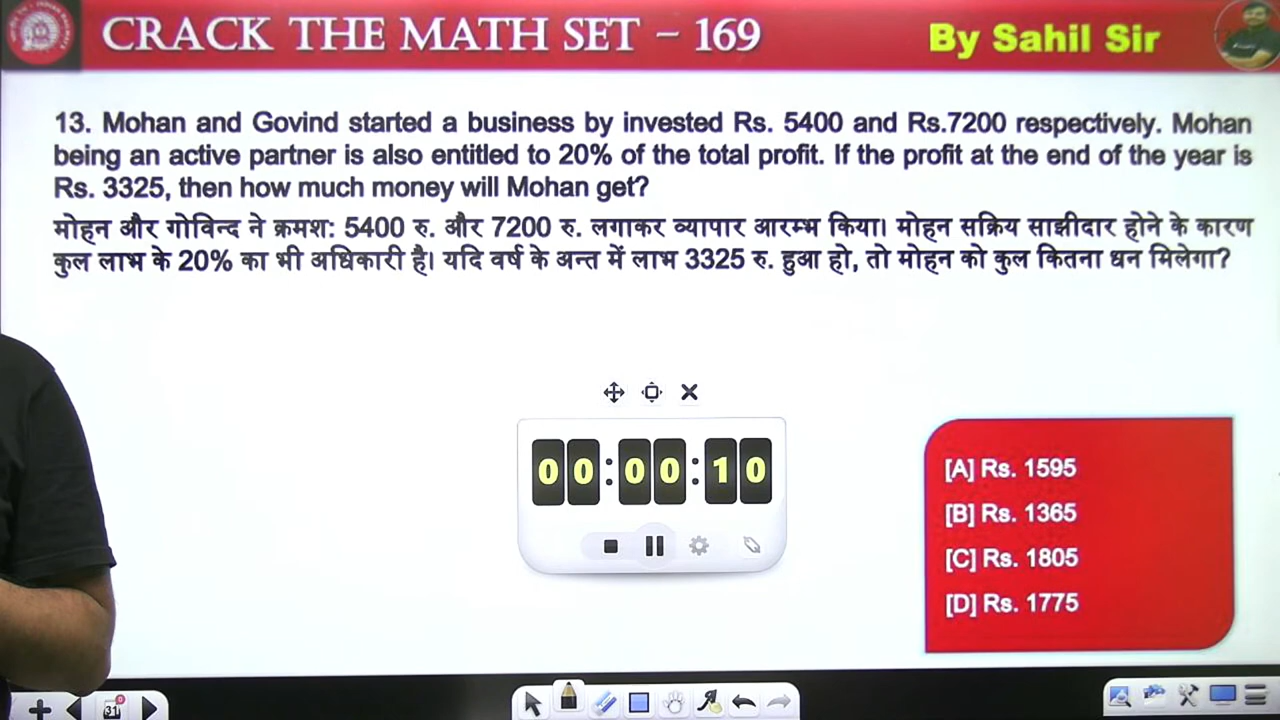 CRACK THE MATH SET – 169
By Sahil Sir
13. Mohan and Govind started a business by invested Rs. 5400 and Rs.7200 respectively. Mohan
being an active partner is also entitled to 20% of the total profit. If the profit at the end of the year is
Rs. 3325, then how much money will Mohan get?
मोहन और गोविन्द ने क्रमश: 5400 रु. और 7200 रु. लगाकर व्यापार आरम्भ किया। मोहन सक्रिय साझीदार होने के कारण
कुल लाभ के 20% का भी अधिकारी है। यदि वर्ष के अन्त में लाभ 3325 रु. हुआ हो, तो मोहन को कुल कितना धन मिलेगा?
00:00:10
[A] Rs. 1595
[B] Rs. 1365
[C] Rs. 1805
[D] Rs. 1775
31